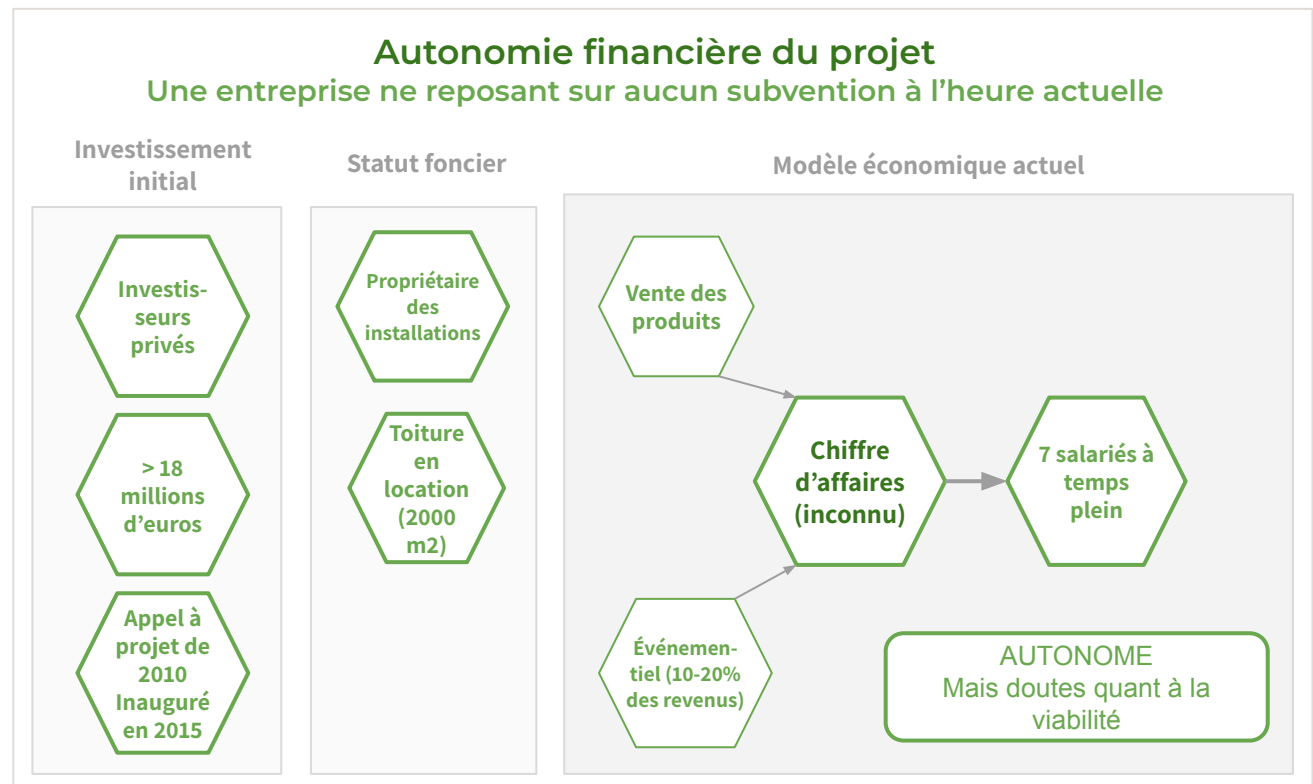 Autonomie financière du projet
Une entreprise ne reposant sur aucun subvention à l'heure actuelle
Investissement
initial
Investis-
seurs
privés
> 18
millions
d'euros
Appel à
projet de
2010
Inauguré
en 2015
Statut foncier
Propriétaire
des
installations
Toiture
en
location
(2000
m2)
Modèle économique actuel
Vente des
produits
Chiffre
d'affaires
(inconnu)
7 salariés à
temps
plein
Événemen-
tiel (10-20%
des revenus)
AUTONOME
Mais doutes quant à la
viabilité